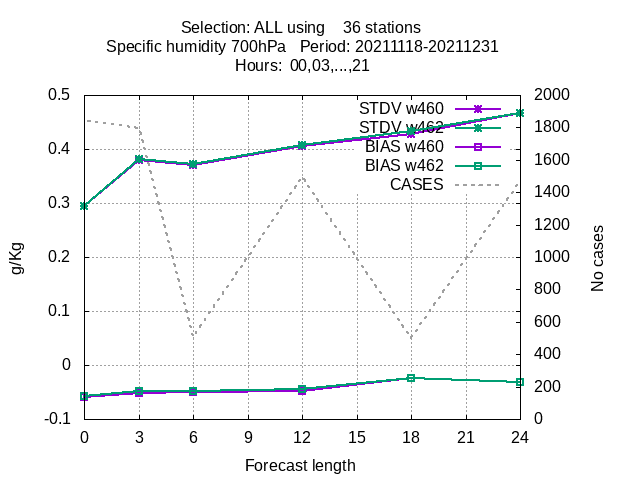 Selection: ALL using    36 stations
Specific humidity 700hPa   Period: 20211118-20211231
Hours: 00,03,...,21
0.5
0.4
0.3
0.2
0.1
0
-0.1
g/Kg
STDV w460
STDV w462
BIAS w460
BIAS w462
CASES
2000
1800
1600
1400
1200
1000
800
600
400
200
0
No cases
0 3 6 9 12 15 18 21 24
Forecast length